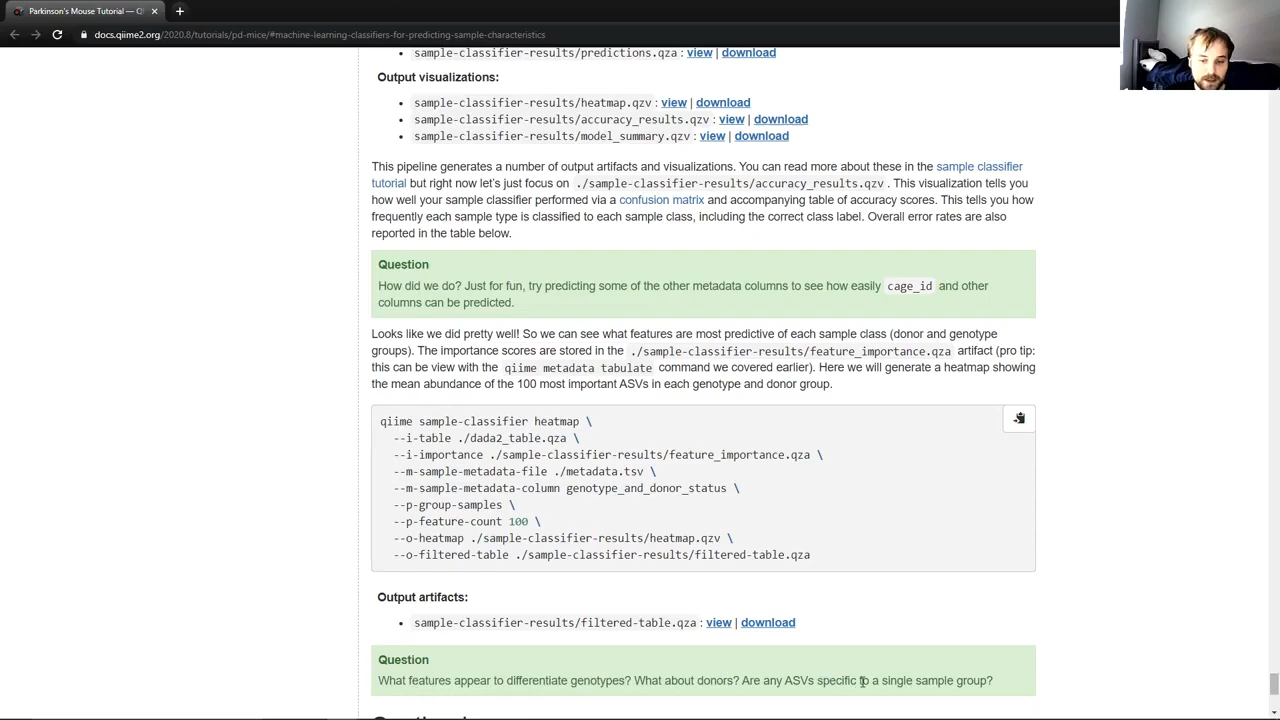 Parkinson's Mouse Tutorial — QI
docs.qiime2.org/2020.8/tutorials/pd-mice/#machine-learning-classifiers-for-predicting-sample-characteristics
• sample-classifier-results/predictions.qza : view | download
Output visualizations:
• sample-classifier-results/heatmap.qzv : view | download
• sample-classifier-results/accuracy_results.qzv : view | download
• sample-classifier-results/model_summary.qzv : view | download
This pipeline generates a number of output artifacts and visualizations. You can read more about these in the sample classifier
tutorial but right now let's just focus on ./sample-classifier-results/accuracy_results.qzv . This visualization tells you
how well your sample classifier performed via a confusion matrix and accompanying table of accuracy scores. This tells you how
frequently each sample type is classified to each sample class, including the correct class label. Overall error rates are also
reported in the table below.
Question
How did we do? Just for fun, try predicting some of the other metadata columns to see how easily cage_id and other
columns can be predicted.
Looks like we did pretty well! So we can see what features are most predictive of each sample class (donor and genotype
groups). The importance scores are stored in the ./sample-classifier-results/feature_importance.qza artifact (pro tip:
this can be view with the qiime metadata tabulate command we covered earlier). Here we will generate a heatmap showing
the mean abundance of the 100 most important ASVs in each genotype and donor group.
qiime sample-classifier heatmap \
--i-table ./dada2_table.qza \
--i-importance ./sample-classifier-results/feature_importance.qza \
--m-sample-metadata-file ./metadata.tsv \
--m-sample-metadata-column genotype_and_donor_status \
--p-group-samples \
--p-feature-count 100 \
--o-heatmap ./sample-classifier-results/heatmap.qzv \
--o-filtered-table ./sample-classifier-results/filtered-table.qza
Output artifacts:
• sample-classifier-results/filtered-table.qza : view | download
Question
What features appear to differentiate genotypes? What about donors? Are any ASVs specific to a single sample group?